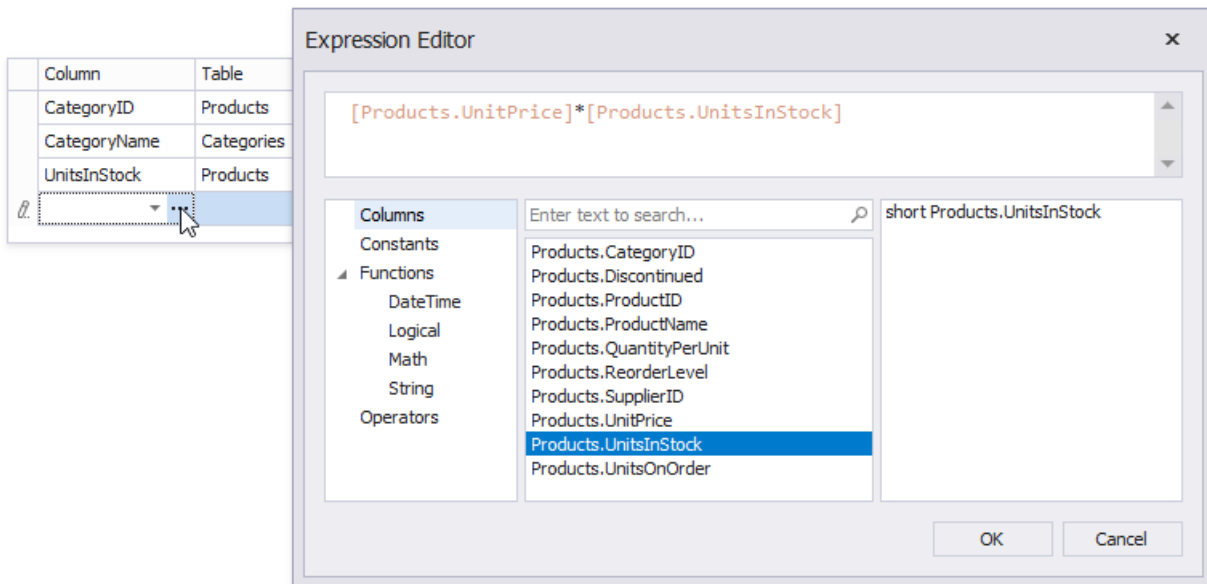 Expression Editor
Column Table
CategoryID Products
CategoryName Categories
UnitsInStock Products
[Products.UnitPrice]*[Products.UnitsInStock]
Columns
Constants
Functions
DateTime
Logical
Math
String
Operators
Enter text to search...
Products.CategoryID
Products.Discontinued
Products.ProductID
Products.ProductName
Products.QuantityPerUnit
Products.ReorderLevel
Products.SupplierID
Products.UnitPrice
Products.UnitsInStock
Products.UnitsOnOrder
short Products.UnitsInStock
OK Cancel